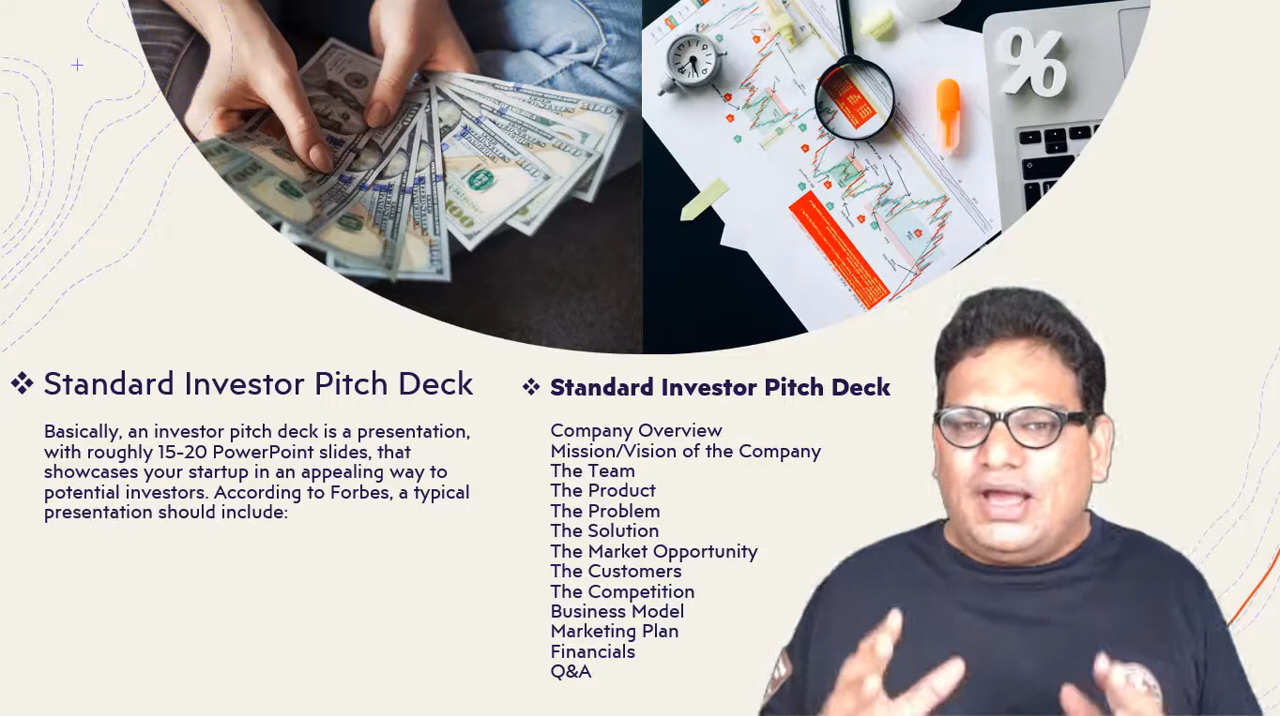 %
Standard Investor Pitch Deck
Basically, an investor pitch deck is a presentation,
with roughly 15-20 PowerPoint slides, that
showcases your startup in an appealing way to
potential investors. According to Forbes, a typical
presentation should include:
Standard Investor Pitch Deck
Company Overview
Mission/Vision of the Company
The Team
The Product
The Problem
The Solution
The Market Opportunity
The Customers
The Competition
Business Model
Marketing Plan
Financials
Q&A